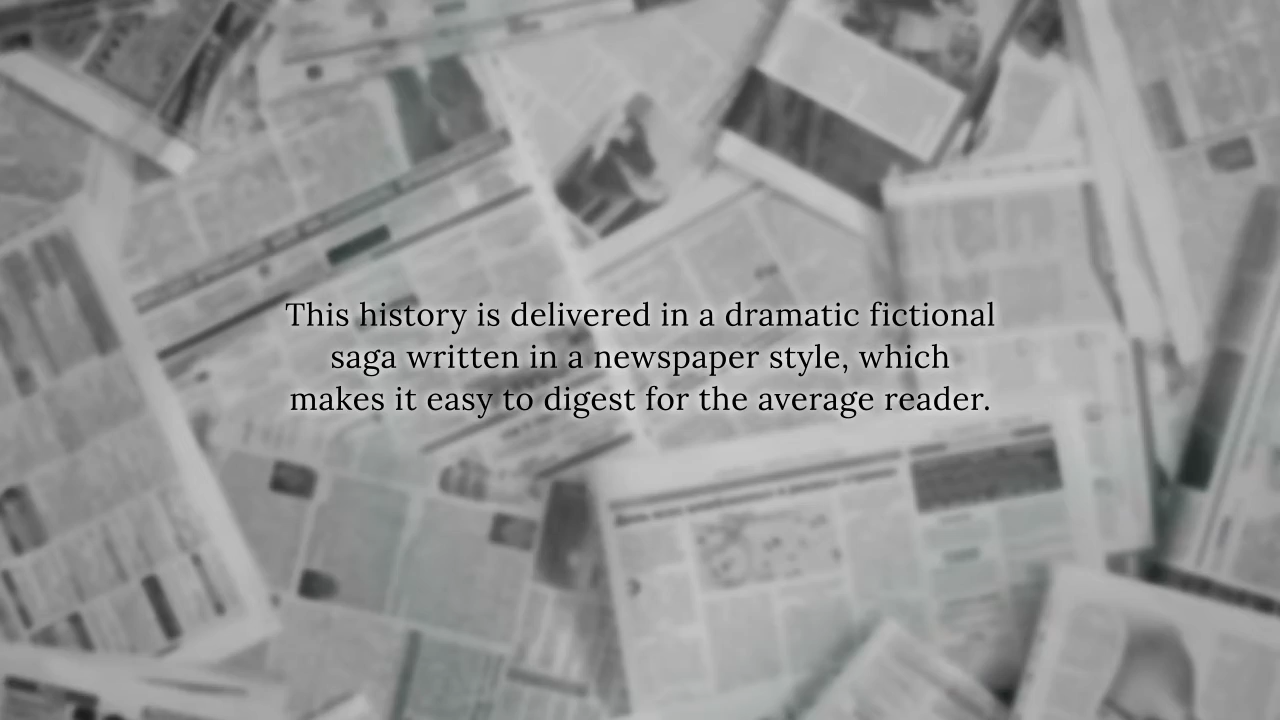 This history is delivered in a dramatic fictional
saga written in a newspaper style, which
makes it easy to digest for the average reader.